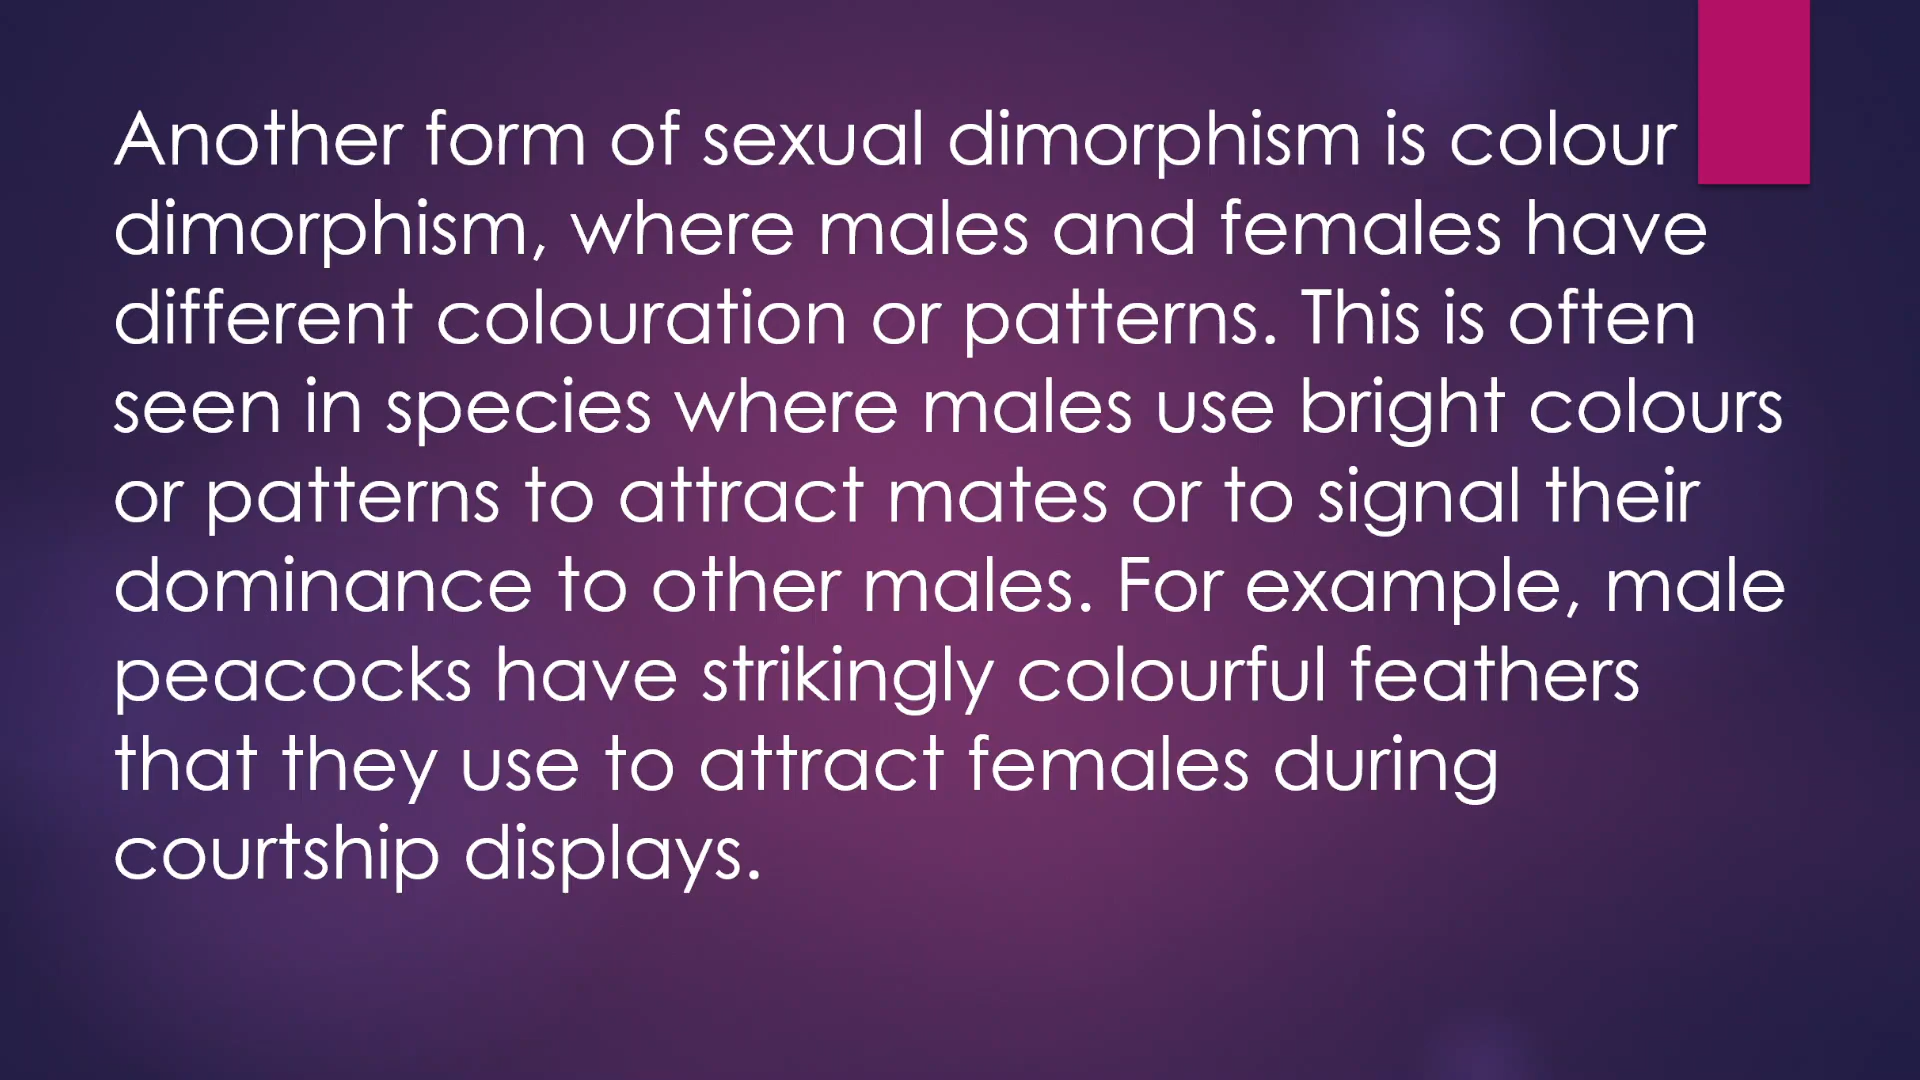 Another form of sexual dimorphism is colour
dimorphism, where males and females have
different colouration or patterns. This is often
seen in species where males use bright colours
or patterns to attract mates or to signal their
dominance to other males. For example, male
peacocks have strikingly colourful feathers
that they use to attract females during
courtship displays.